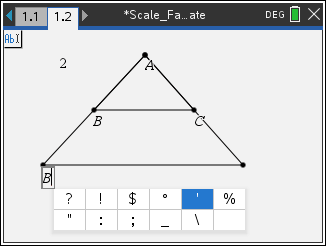 1.1 1.2 *Scale_Fa...ate DEG
2
A
B C
B
? ! $ ° ' %
" : ; _ \